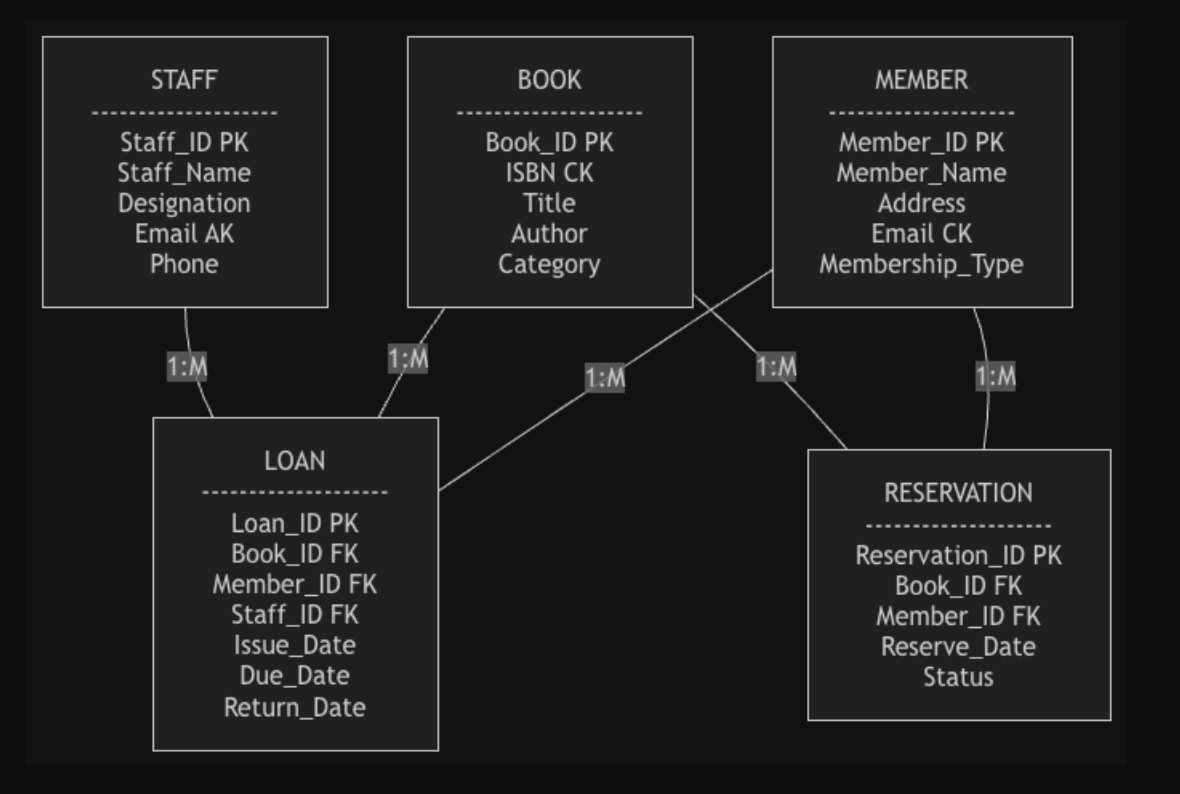 STAFF
--------------------
Staff_ID PK
Staff_Name
Designation
Email AK
Phone
BOOK
--------------------
Book_ID PK
ISBN CK
Title
Author
Category
MEMBER
--------------------
Member_ID PK
Member_Name
Address
Email CK
Membership_Type
1:M
1:M
1:M
1:M
1:M
LOAN
--------------------
Loan_ID PK
Book_ID FK
Member_ID FK
Staff_ID FK
Issue_Date
Due_Date
Return_Date
RESERVATION
--------------------
Reservation_ID PK
Book_ID FK
Member_ID FK
Reserve_Date
Status